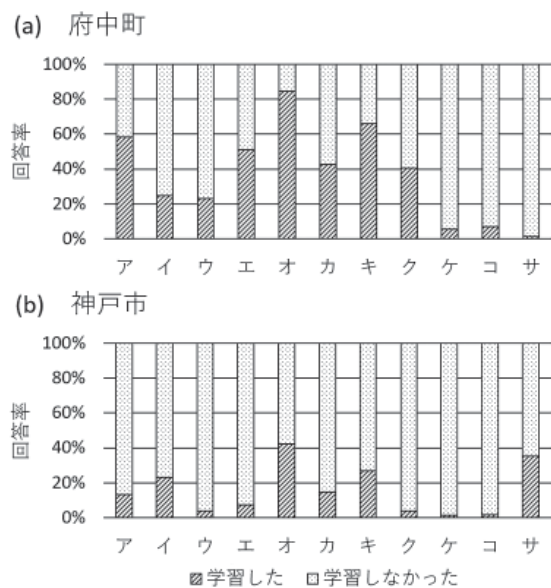 (a) 府中町
100%
80%
60%
40%
20%
0%
回答率
ア イ ウ エ オ カ キ ク ケ コ サ
(b) 神戸市
100%
80%
60%
40%
20%
0%
回答率
ア イ ウ エ オ カ キ ク ケ コ サ
学習した 学習しなかった